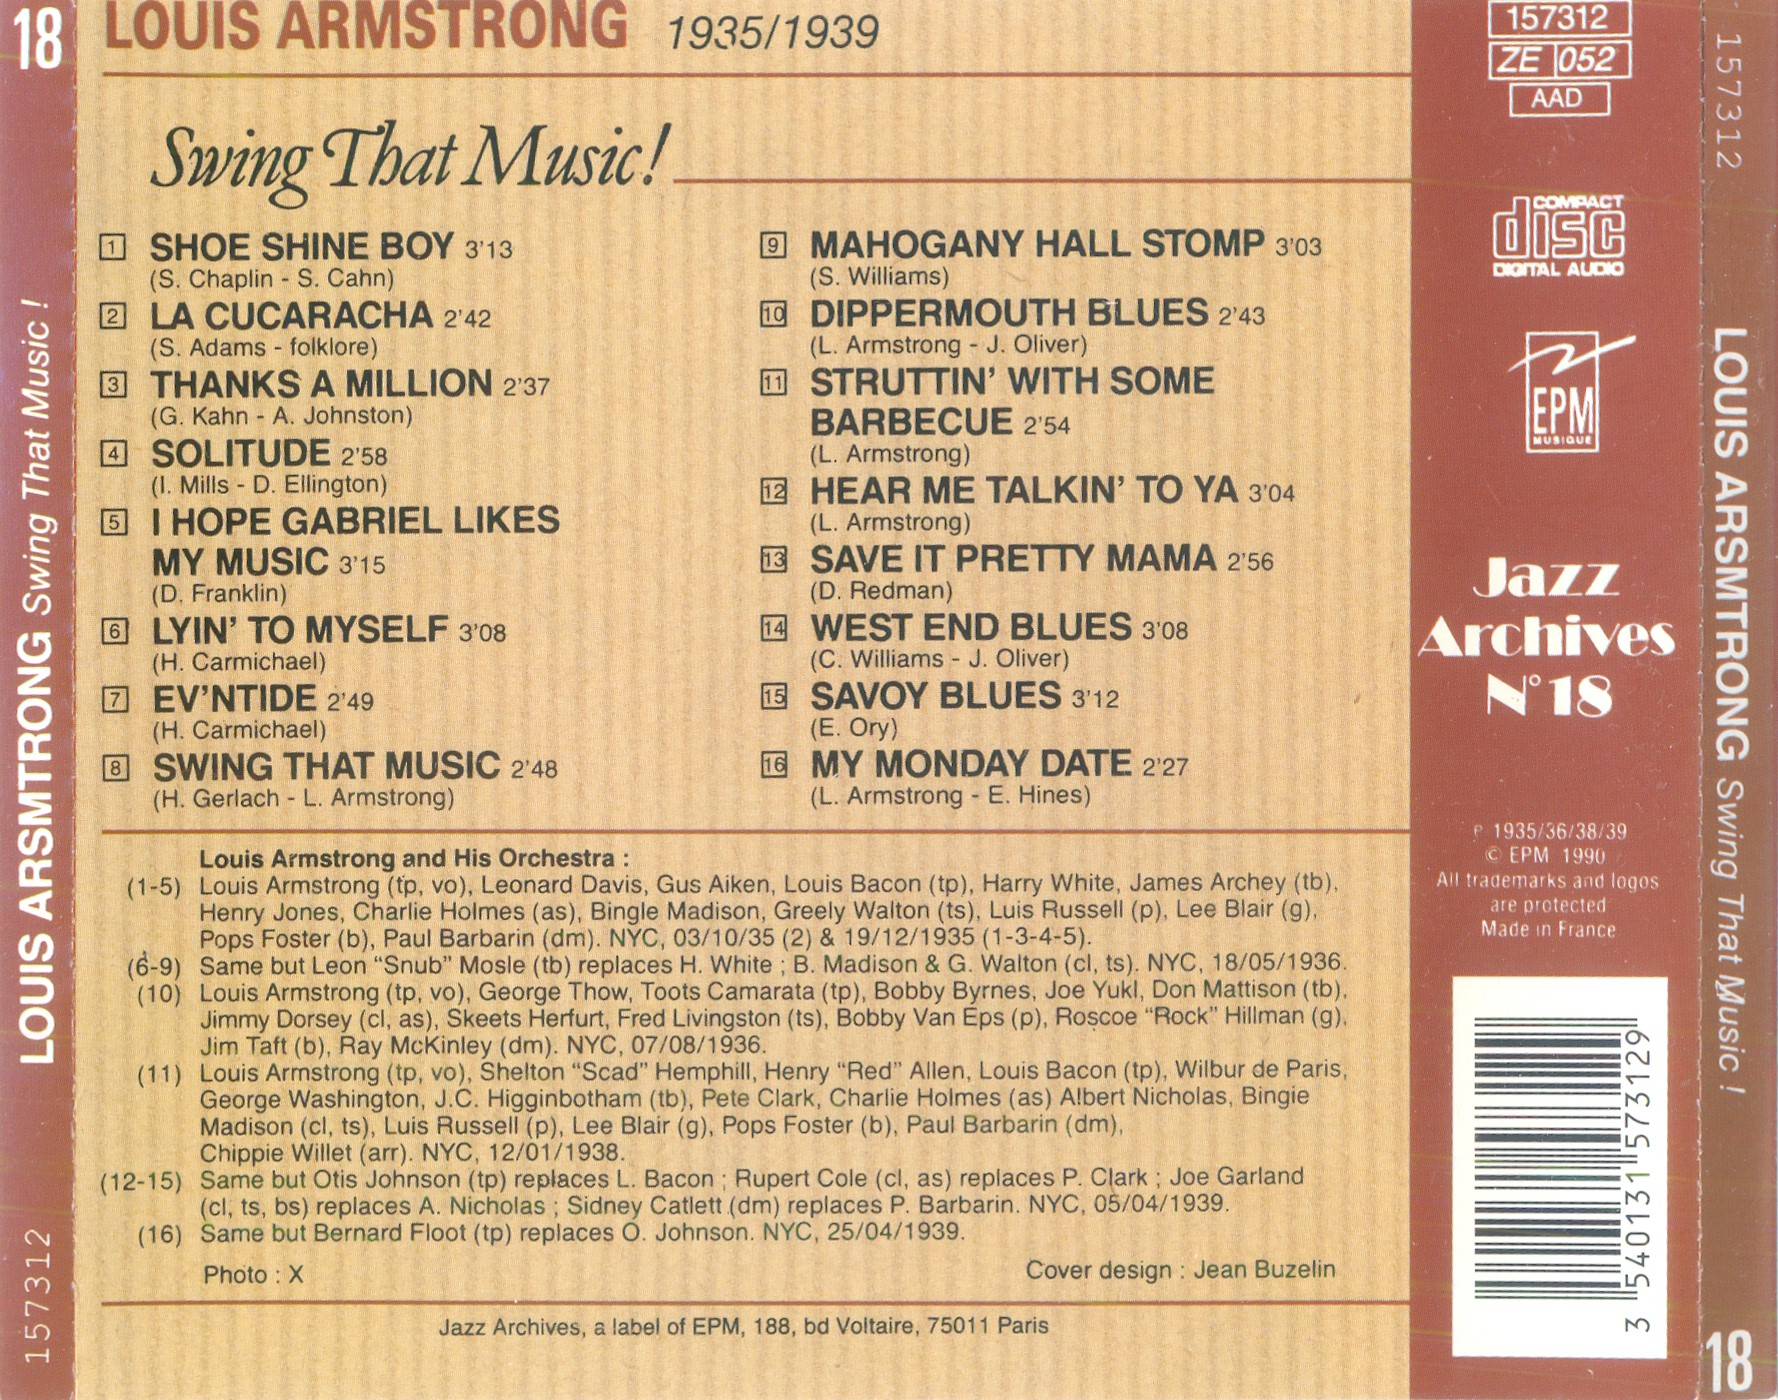 18
LOUIS ARSMTRONG Swing That Music !
157312
LOUIS ARMSTRONG 1935/1939
Swing That Music!
1 SHOE SHINE BOY 3'13
(S. Chaplin - S. Cahn)
2 LA CUCARACHA 2'42
(S. Adams - folklore)
3 THANKS A MILLION 2'37
(G. Kahn - A. Johnston)
4 SOLITUDE 2'58
(I. Mills - D. Ellington)
5 I HOPE GABRIEL LIKES
MY MUSIC 3'15
(D. Franklin)
6 LYIN' TO MYSELF 3'08
(H. Carmichael)
7 EV'NTIDE 2'49
(H. Carmichael)
8 SWING THAT MUSIC 2'48
(H. Gerlach - L. Armstrong)
9 MAHOGANY HALL STOMP 3'03
(S. Williams)
10 DIPPERMOUTH BLUES 2'43
(L. Armstrong - J. Oliver)
11 STRUTTIN' WITH SOME
BARBECUE 2'54
(L. Armstrong)
12 HEAR ME TALKIN' TO YA 3'04
(L. Armstrong)
13 SAVE IT PRETTY MAMA 2'56
(D. Redman)
14 WEST END BLUES 3'08
(C. Williams - J. Oliver)
15 SAVOY BLUES 3'12
(E. Ory)
16 MY MONDAY DATE 2'27
(L. Armstrong - E. Hines)
Louis Armstrong and His Orchestra :
(1-5) Louis Armstrong (tp, vo), Leonard Davis, Gus Aiken, Louis Bacon (tp), Harry White, James Archey (tb),
Henry Jones, Charlie Holmes (as), Bingle Madison, Greely Walton (ts), Luis Russell (p), Lee Blair (g),
Pops Foster (b), Paul Barbarin (dm). NYC, 03/10/35 (2) & 19/12/1935 (1-3-4-5).
(6-9) Same but Leon “Snub” Mosle (tb) replaces H. White ; B. Madison & G. Walton (cl, ts). NYC, 18/05/1936.
(10) Louis Armstrong (tp, vo), George Thow, Toots Camarata (tp), Bobby Byrnes, Joe Yukl, Don Mattison (tb),
Jimmy Dorsey (cl, as), Skeets Herfurt, Fred Livingston (ts), Bobby Van Eps (p), Roscoe “Rock” Hillman (g),
Jim Taft (b), Ray McKinley (dm). NYC, 07/08/1936.
(11) Louis Armstrong (tp, vo), Shelton “Scad” Hemphill, Henry “Red” Allen, Louis Bacon (tp), Wilbur de Paris,
George Washington, J.C. Higginbotham (tb), Pete Clark, Charlie Holmes (as) Albert Nicholas, Bingie
Madison (cl, ts), Luis Russell (p), Lee Blair (g), Pops Foster (b), Paul Barbarin (dm),
Chippie Willet (arr). NYC, 12/01/1938.
(12-15) Same but Otis Johnson (tp) replaces L. Bacon ; Rupert Cole (cl, as) replaces P. Clark ; Joe Garland
(cl, ts, bs) replaces A. Nicholas ; Sidney Catlett (dm) replaces P. Barbarin. NYC, 05/04/1939.
(16) Same but Bernard Floot (tp) replaces O. Johnson. NYC, 25/04/1939.
Photo : X
Cover design : Jean Buzelin
Jazz Archives, a label of EPM, 188, bd Voltaire, 75011 Paris
157312
ZE 052
AAD
COMPACT
disc
DIGITAL AUDIO
EPM
MUSIQUE
Jazz
Archives
N°18
℗ 1935/36/38/39
© EPM 1990
All trademarks and logos
are protected
Made in France
3 540131 573129
157312
LOUIS ARSMTRONG Swing That Music !
18